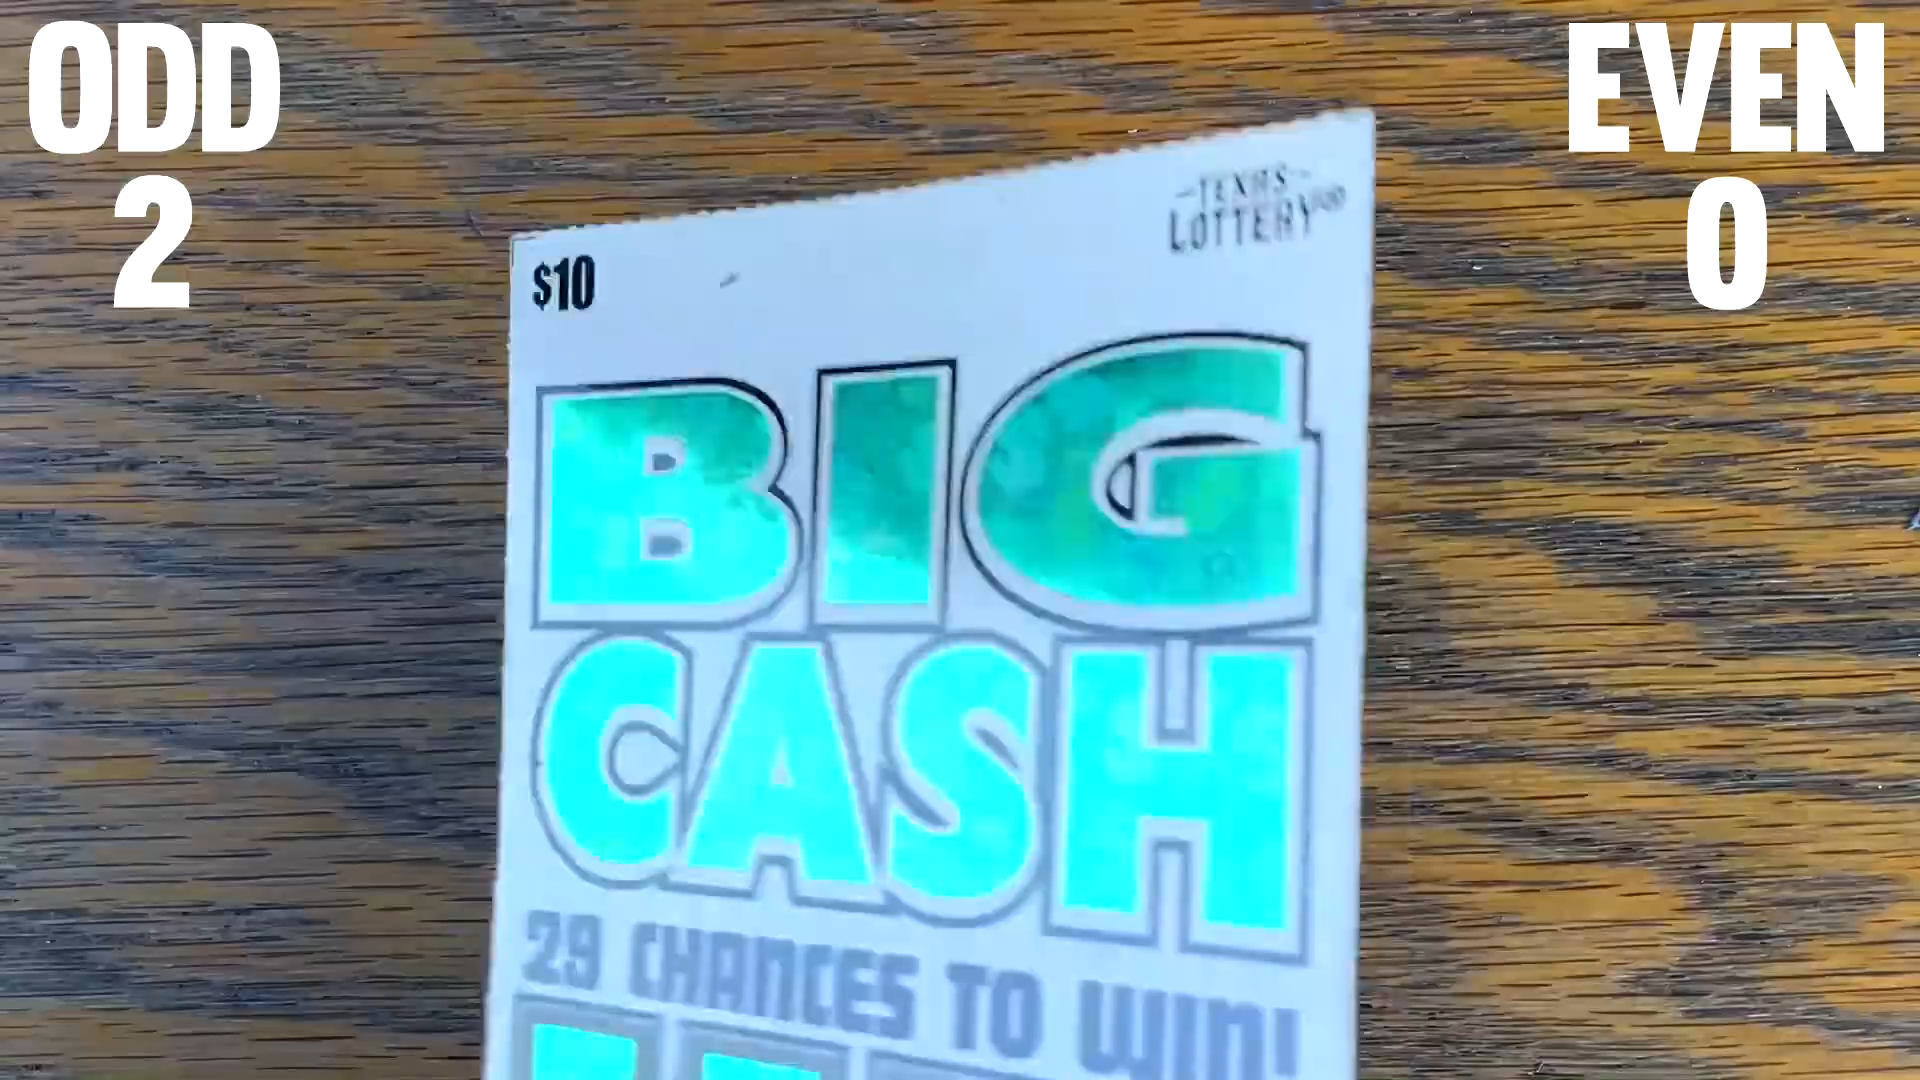 ODD
2
EVEN
0
TEXAS
LOTTERY
$10
BIG
CASH
29 CHANCES TO WIN!